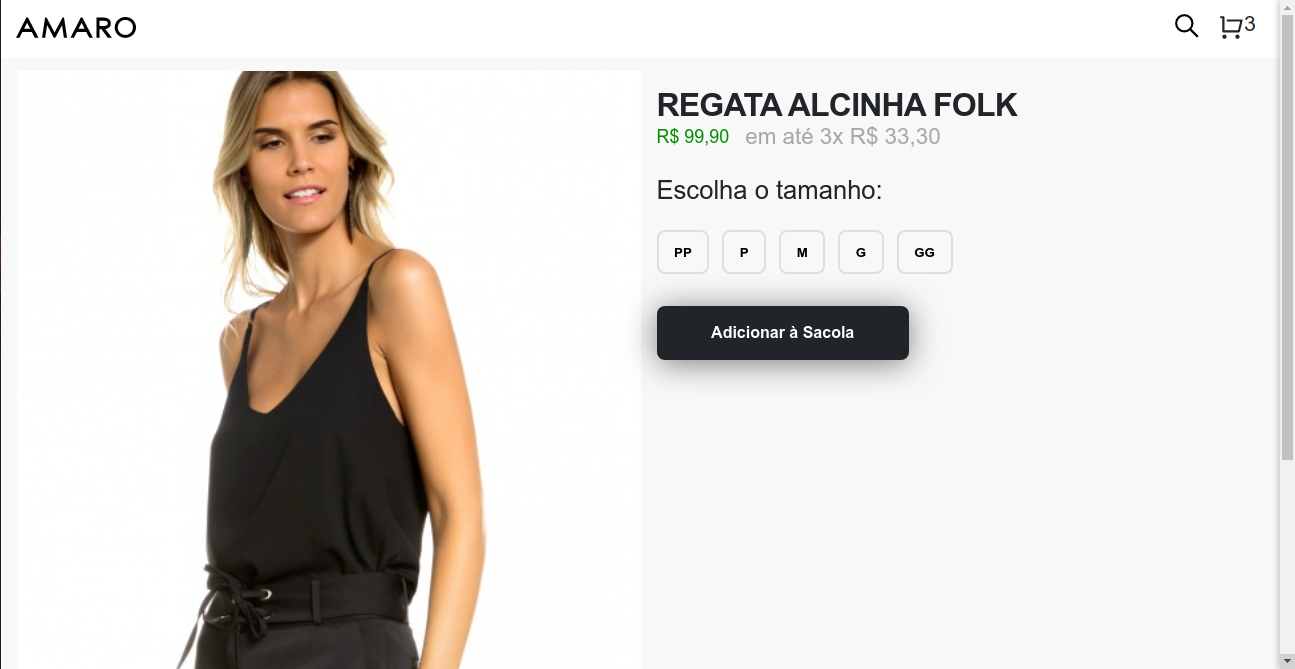 AMARO
3
REGATA ALCINHA FOLK
R$ 99,90 em até 3x R$ 33,30
Escolha o tamanho:
PP P M G GG
Adicionar à Sacola